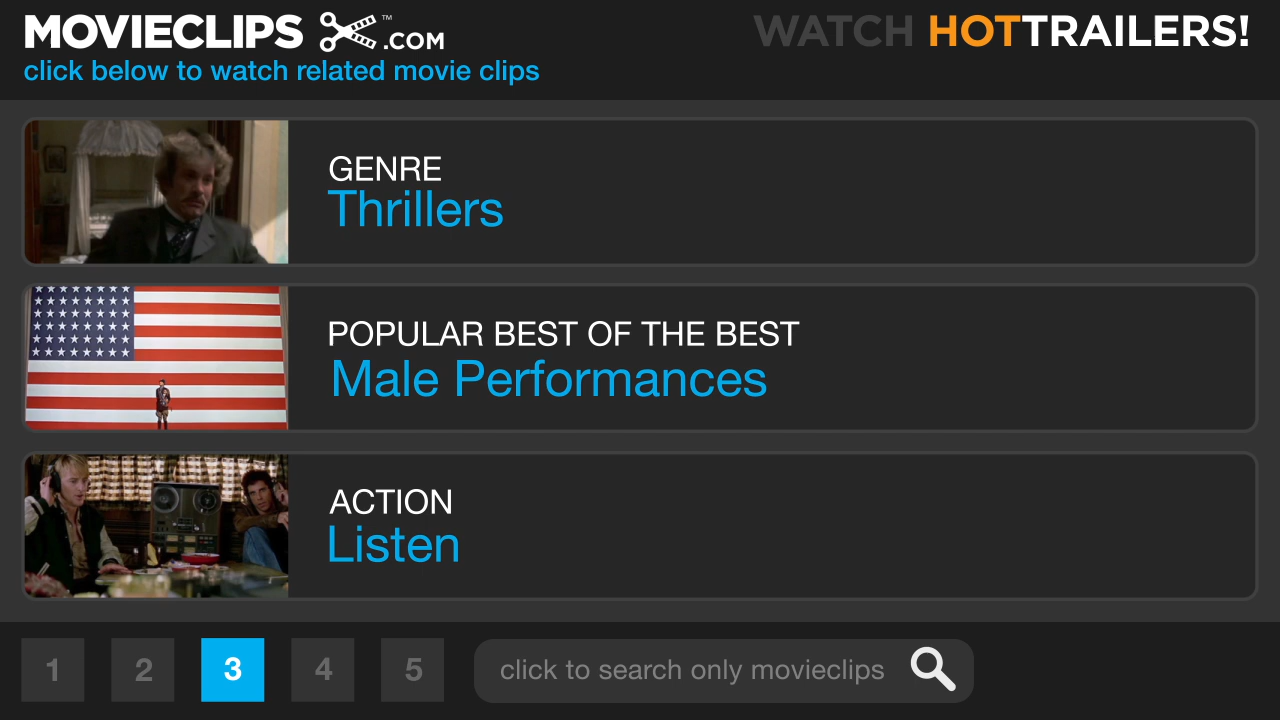 MOVIECLIPS ™ .COM
WATCH HOTTRAILERS!
click below to watch related movie clips
GENRE
Thrillers
POPULAR BEST OF THE BEST
Male Performances
ACTION
Listen
1 2 3 4 5
click to search only movieclips